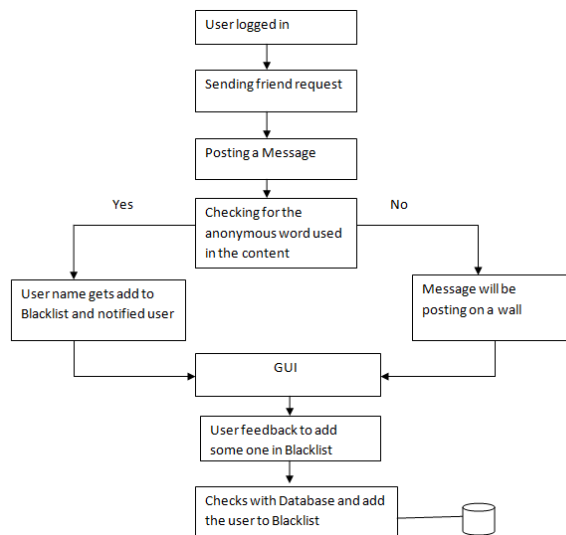 User logged in
Sending friend request
Posting a Message
Yes
Checking for the
anonymous word used
in the content
No
User name gets add to
Blacklist and notified user
Message will be
posting on a wall
GUI
User feedback to add
some one in Blacklist
Checks with Database and add
the user to Blacklist